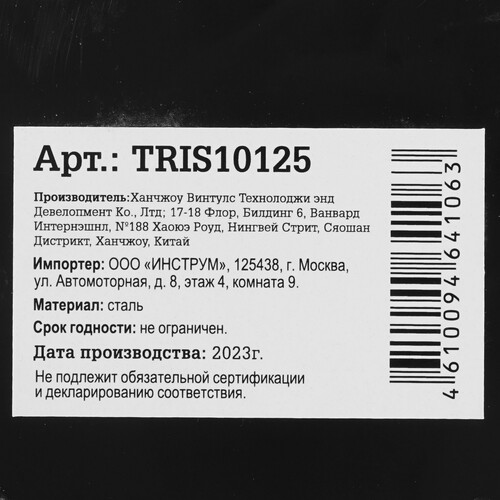 Арт.: TRIS10125
Производитель:Ханчжоу Винтулс Технолоджи энд
Девелопмент Ко., Лтд; 17-18 Флор, Билдинг 6, Ванвард
Интернэшнл, №188 Хаоюэ Роуд, Нингвей Стрит, Сяошан
Дистрикт, Ханчжоу, Китай
Импортер: ООО «ИНСТРУМ», 125438, г. Москва,
ул. Автомоторная, д. 8, этаж 4, комната 9.
Материал: сталь
Срок годности: не ограничен.
Дата производства: 2023г.
Не подлежит обязательной сертификации
и декларированию соответствия.
4610094641063